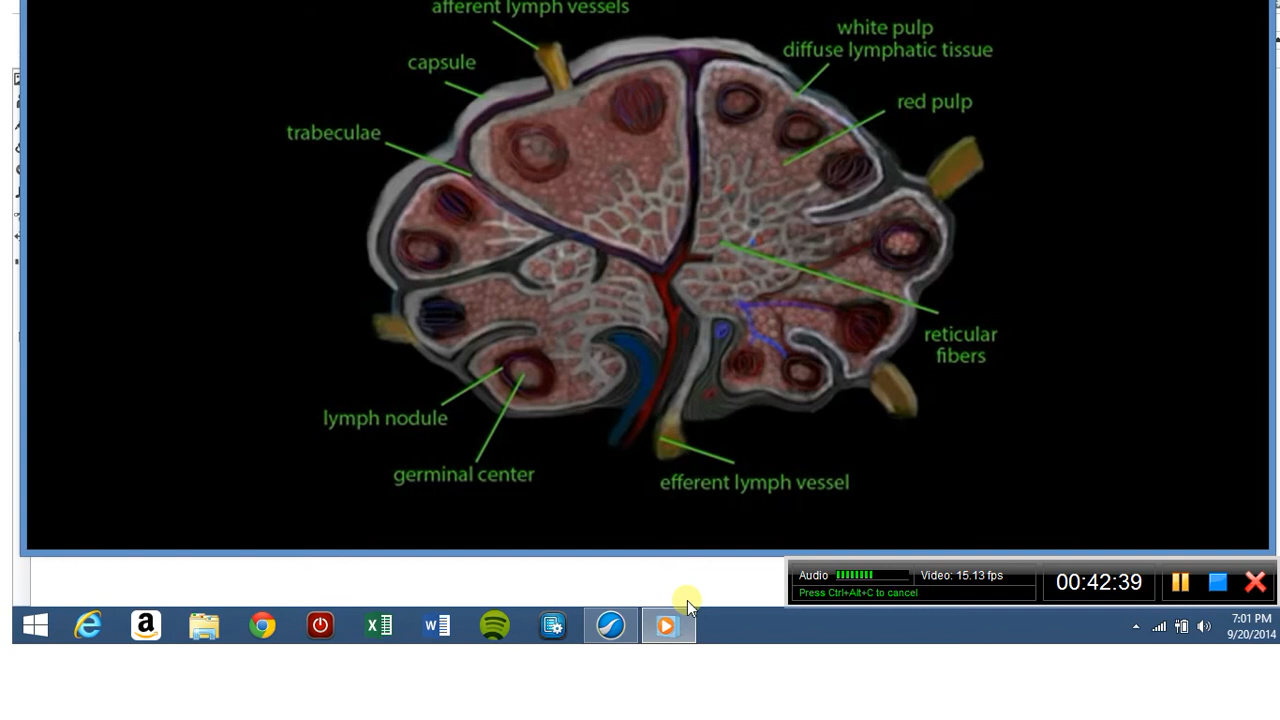 afferent lymph vessels
white pulp
diffuse lymphatic tissue
capsule
red pulp
trabeculae
reticular
fibers
lymph nodule
germinal center
efferent lymph vessel
Audio
Video: 15.13 fps
Press Ctrl+Alt+C to cancel
00:42:39
7:01 PM
9/20/2014